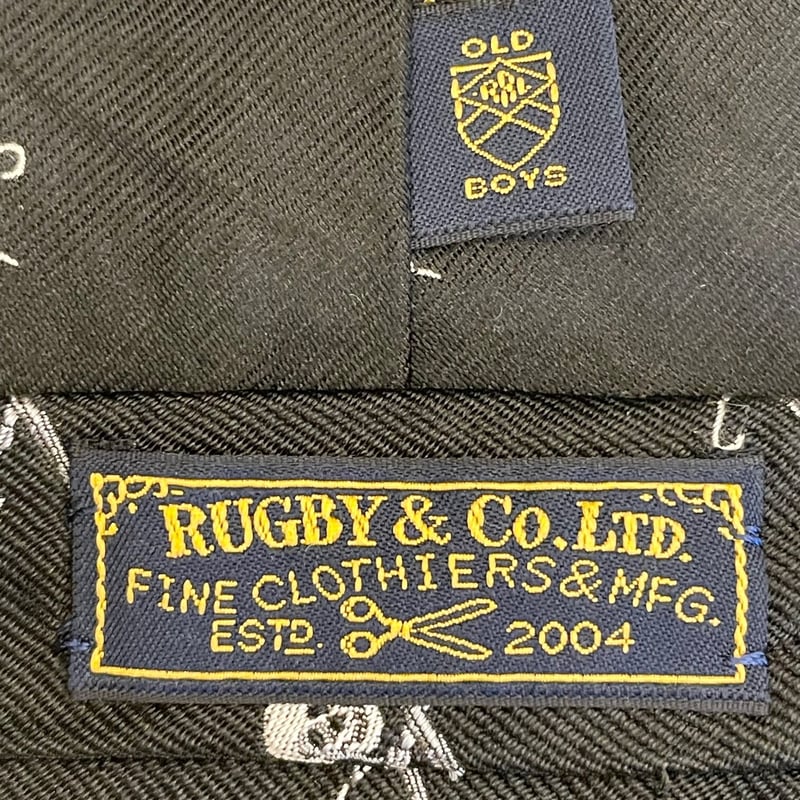 OLD
RRL
BOYS
RUGBY & Co. LTD.
FINE CLOTHIERS & MFG.
ESTD. 2004